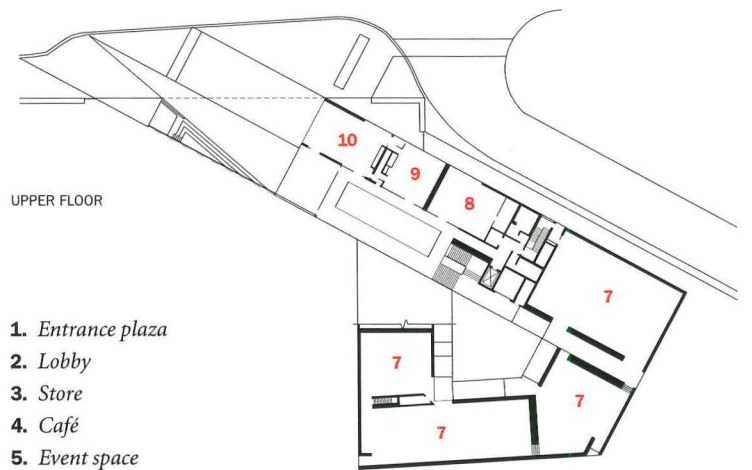 10
9
8
UPPER FLOOR
7
1. Entrance plaza
2. Lobby
7
3. Store
7
4. Café
7
5. Event space